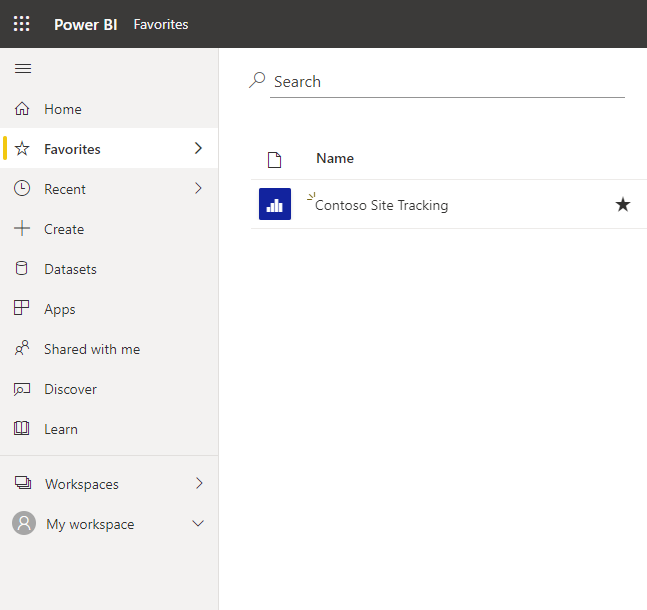 Power BI Favorites
Home
Favorites
Recent
Create
Datasets
Apps
Shared with me
Discover
Learn
Workspaces
My workspace
Search
Name
Contoso Site Tracking